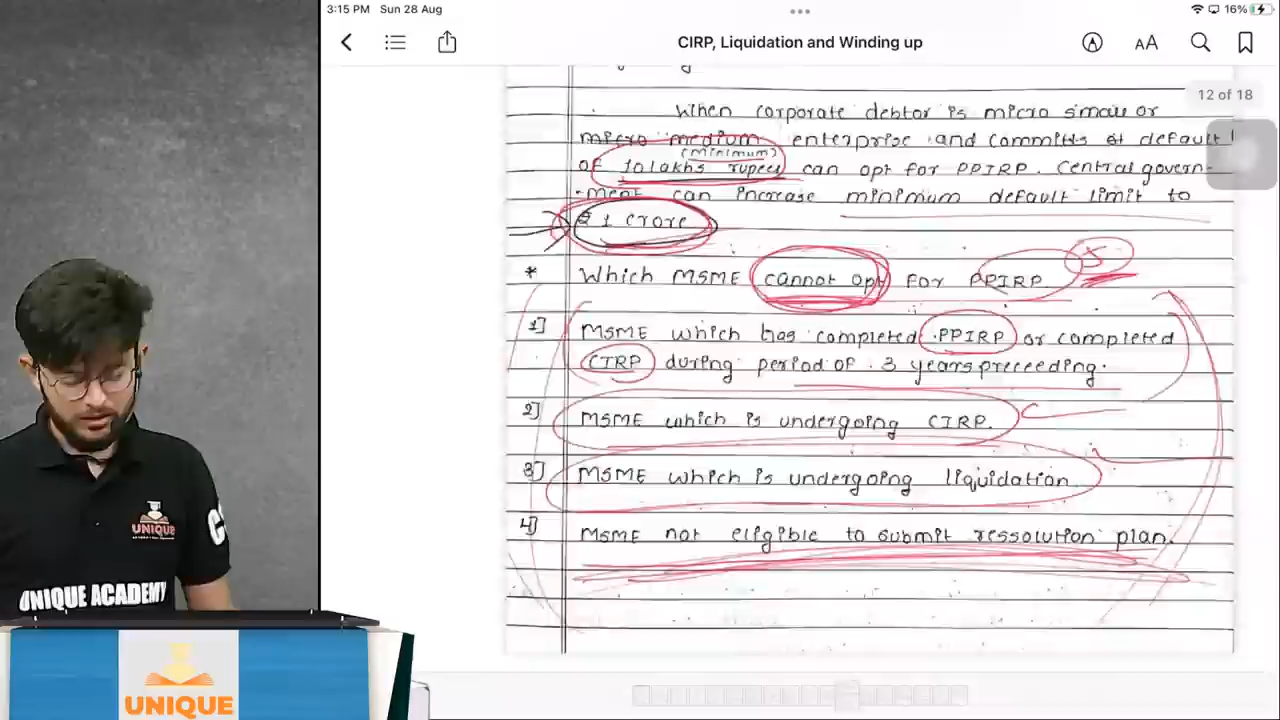 3:15 PM Sun 28 Aug
16%
CIRP, Liquidation and Winding up
AA
12 of 18
When corporate debtor is micro small or
micro medium enterprise and committs a default
(minimum)
of 10 lakhs rupees can opt for PPIRP. Central govern-
-ment can increase minimum default limit to
₹ 1 crore
* Which MSME cannot opt for PPIRP
1] MSME which has completed PPIRP or completed
CIRP during period of 3 years preceeding.
2] MSME which is undergoing CIRP.
3] MSME which is undergoing liquidation
4] MSME not eligible to submit ressolution plan.
UNIQUE
UNIQUE ACADEMY
UNIQUE